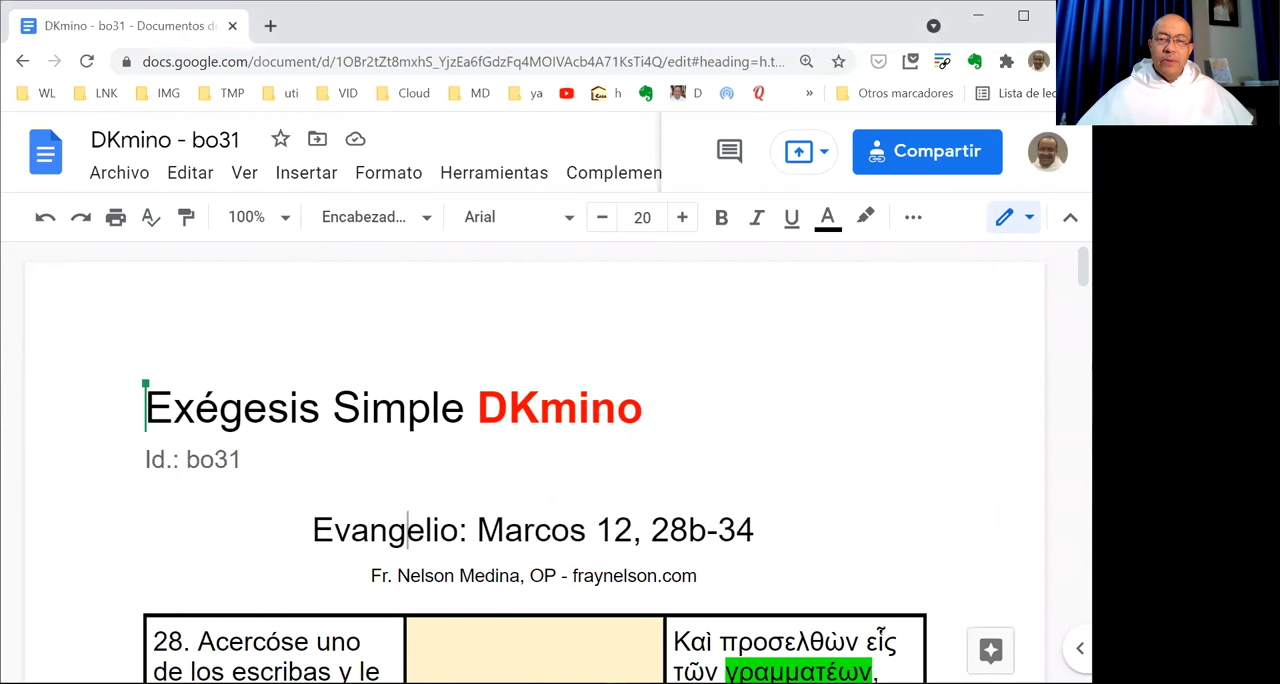 DKmino - bo31 - Documentos d
docs.google.com/document/d/1OBr2tZt8mxhS_YjzEa6fGdzFq4MOlVAcb4A71KsTi4Q/edit#heading=h.t...
WL LNK IMG TMP uti VID Cloud MD ya h D » Otros marcadores Lista de lec
DKmino - bo31
Archivo Editar Ver Insertar Formato Herramientas Complemen
Compartir
100% Encabezad... Arial 20 B I U A
Exégesis Simple DKmino
Id.: bo31
Evangelio: Marcos 12, 28b-34
Fr. Nelson Medina, OP - fraynelson.com
28. Acercóse uno
de los escribas y le
Καὶ προσελθὼν εἷς
τῶν γραμματέων,